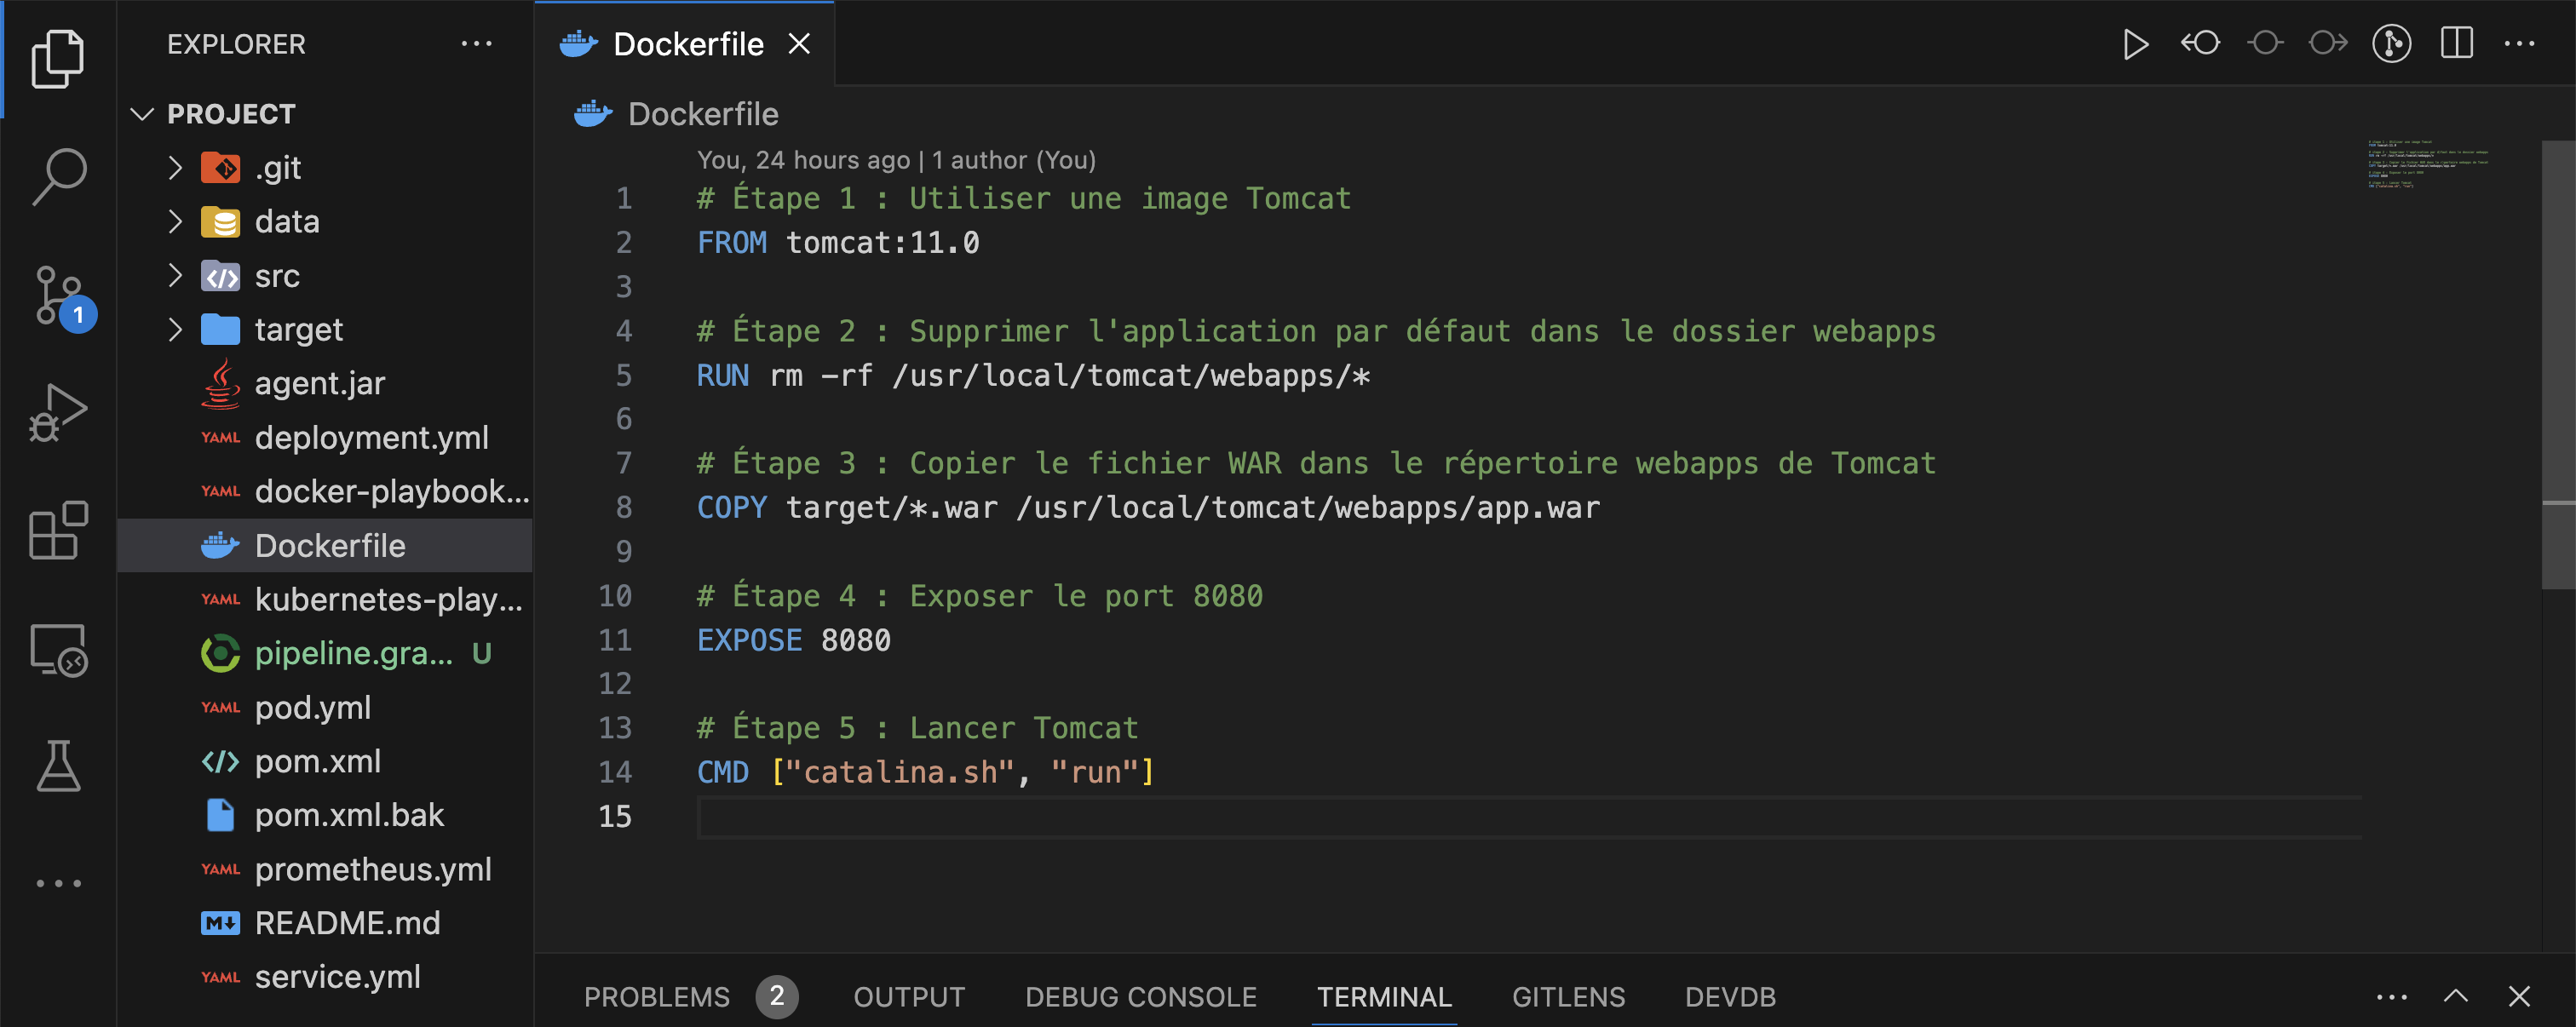 EXPLORER
PROJECT
.git
data
src
target
agent.jar
YAML deployment.yml
YAML docker-playbook...
Dockerfile
YAML kubernetes-play...
pipeline.gra... U
YAML pod.yml
pom.xml
pom.xml.bak
YAML prometheus.yml
README.md
YAML service.yml
1
Dockerfile
Dockerfile
You, 24 hours ago | 1 author (You)
1 # Étape 1 : Utiliser une image Tomcat
2 FROM tomcat:11.0
3
4 # Étape 2 : Supprimer l'application par défaut dans le dossier webapps
5 RUN rm -rf /usr/local/tomcat/webapps/*
6
7 # Étape 3 : Copier le fichier WAR dans le répertoire webapps de Tomcat
8 COPY target/*.war /usr/local/tomcat/webapps/app.war
9
10 # Étape 4 : Exposer le port 8080
11 EXPOSE 8080
12
13 # Étape 5 : Lancer Tomcat
14 CMD ["catalina.sh", "run"]
15
PROBLEMS 2 OUTPUT DEBUG CONSOLE TERMINAL GITLENS DEVDB